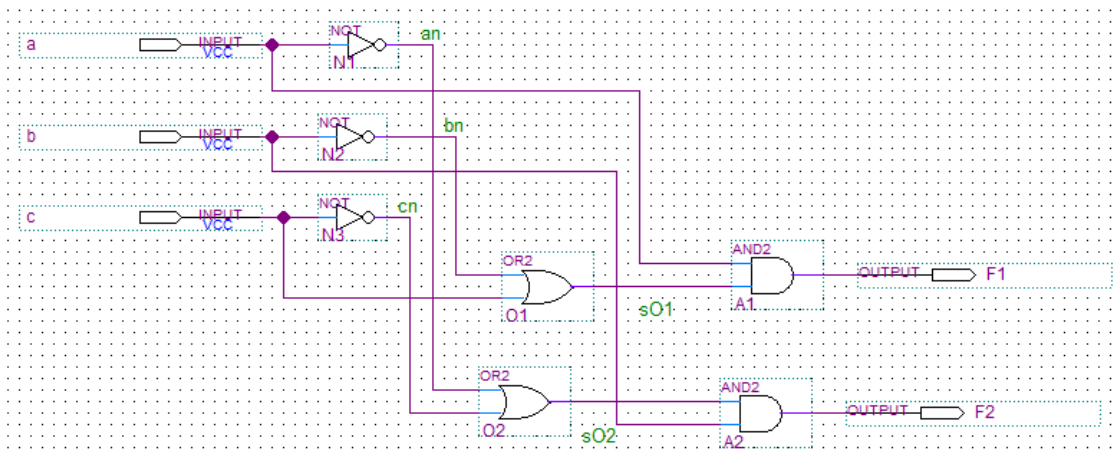 a
INPUT
VCC
NOT
N1
an
b
INPUT
VCC
NOT
N2
bn
c
INPUT
VCC
NOT
N3
cn
OR2
O1
sO1
AND2
A1
OUTPUT
F1
OR2
O2
sO2
AND2
A2
OUTPUT
F2